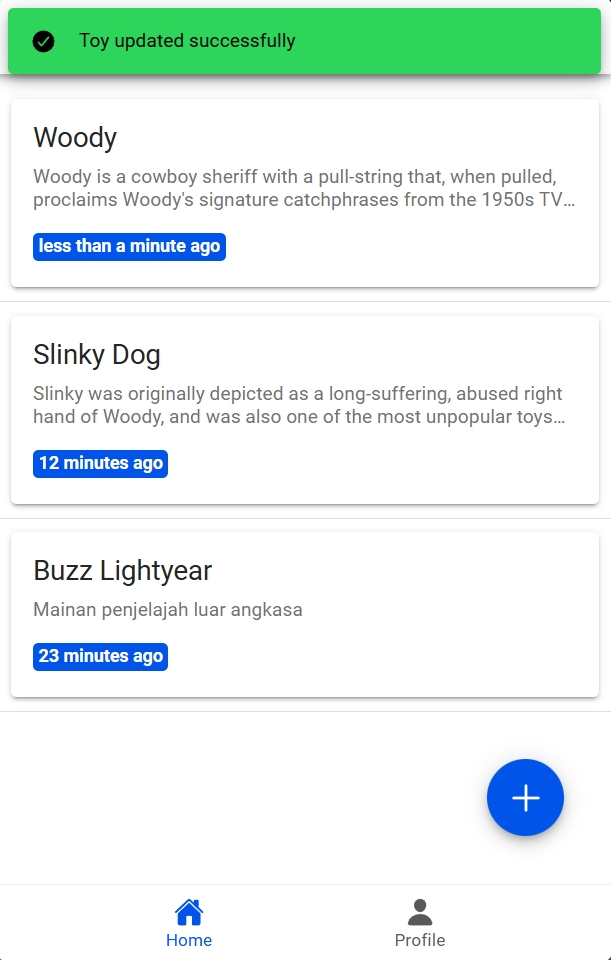 Toy updated successfully
Woody
Woody is a cowboy sheriff with a pull-string that, when pulled,
proclaims Woody's signature catchphrases from the 1950s TV...
less than a minute ago
Slinky Dog
Slinky was originally depicted as a long-suffering, abused right
hand of Woody, and was also one of the most unpopular toys...
12 minutes ago
Buzz Lightyear
Mainan penjelajah luar angkasa
23 minutes ago
Home
Profile